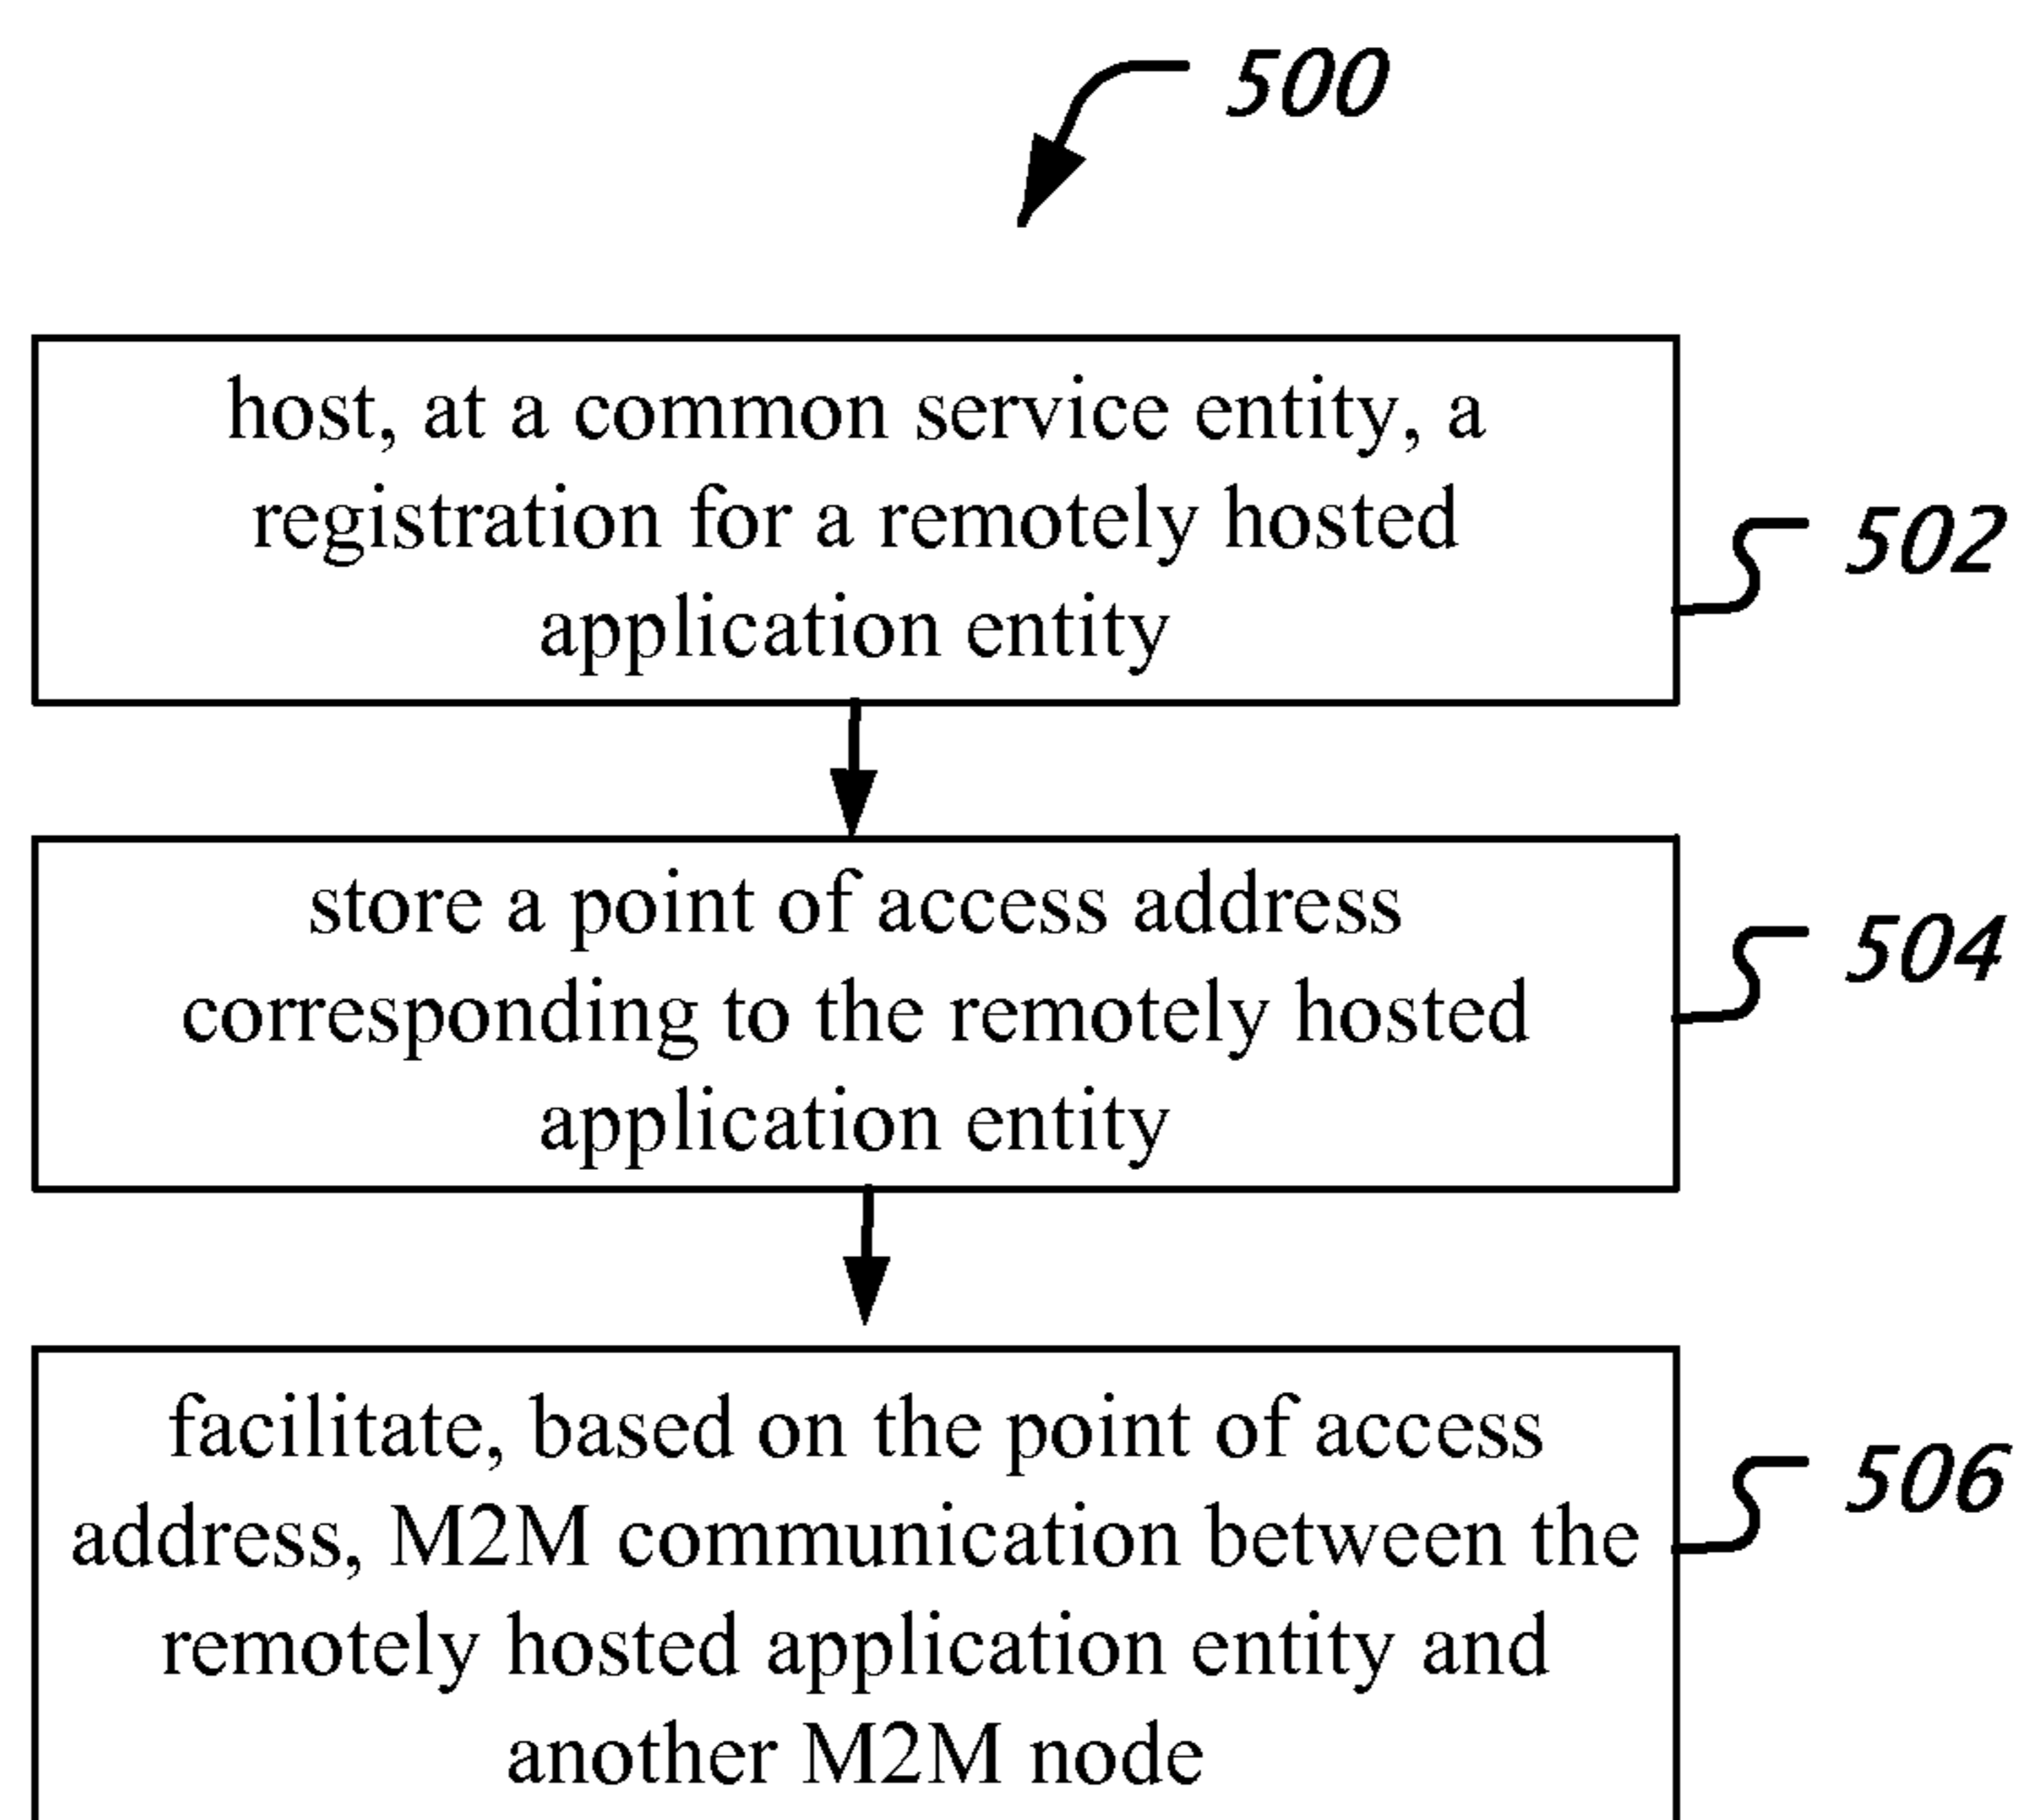 500
host, at a common service entity, a
registration for a remotely hosted
application entity
502
store a point of access address
corresponding to the remotely hosted
application entity
504
facilitate, based on the point of access
address, M2M communication between the
remotely hosted application entity and
another M2M node
506